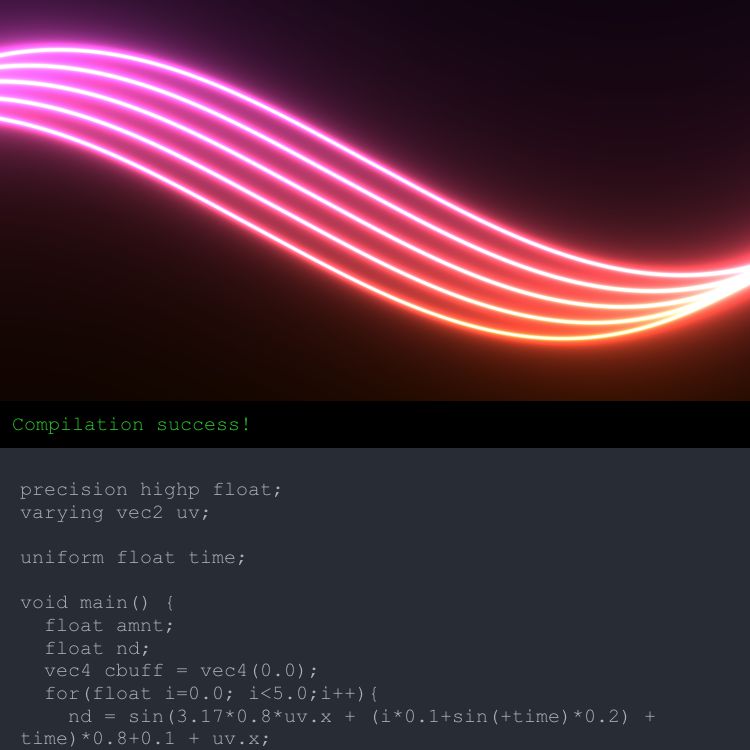 Compilation success!
precision highp float;
varying vec2 uv;
uniform float time;
void main() {
float amnt;
float nd;
vec4 cbuff = vec4(0.0);
for(float i=0.0; i<5.0;i++){
nd = sin(3.17*0.8*uv.x + (i*0.1+sin(+time)*0.2) +
time)*0.8+0.1 + uv.x;